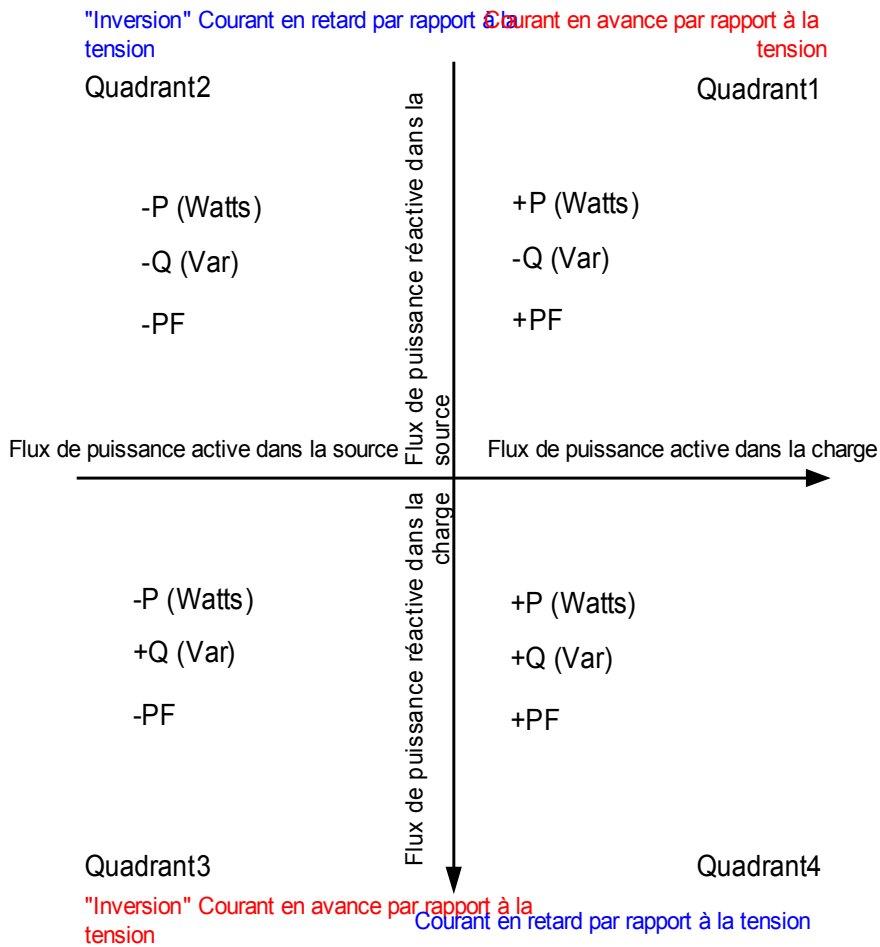 "Inversion" Courant en retard par rapport à la
tension
Courant en avance par rapport à la
tension
Quadrant2
Quadrant1
-P (Watts)
-Q (Var)
-PF
+P (Watts)
-Q (Var)
+PF
Flux de puissance réactive dans la
source
Flux de puissance active dans la source
Flux de puissance active dans la charge
Flux de puissance réactive dans la
charge
-P (Watts)
+Q (Var)
-PF
+P (Watts)
+Q (Var)
+PF
Quadrant3
Quadrant4
"Inversion" Courant en avance par rapport à la
tension
Courant en retard par rapport à la tension